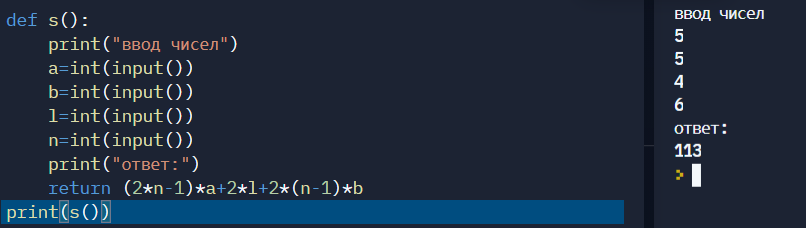 def s():
    print("ввод чисел")
    a=int(input())
    b=int(input())
    l=int(input())
    n=int(input())
    print("ответ:")
    return (2*n-1)*a+2*l+2*(n-1)*b
print(s())
ввод чисел
5
5
4
6
ответ:
113
>